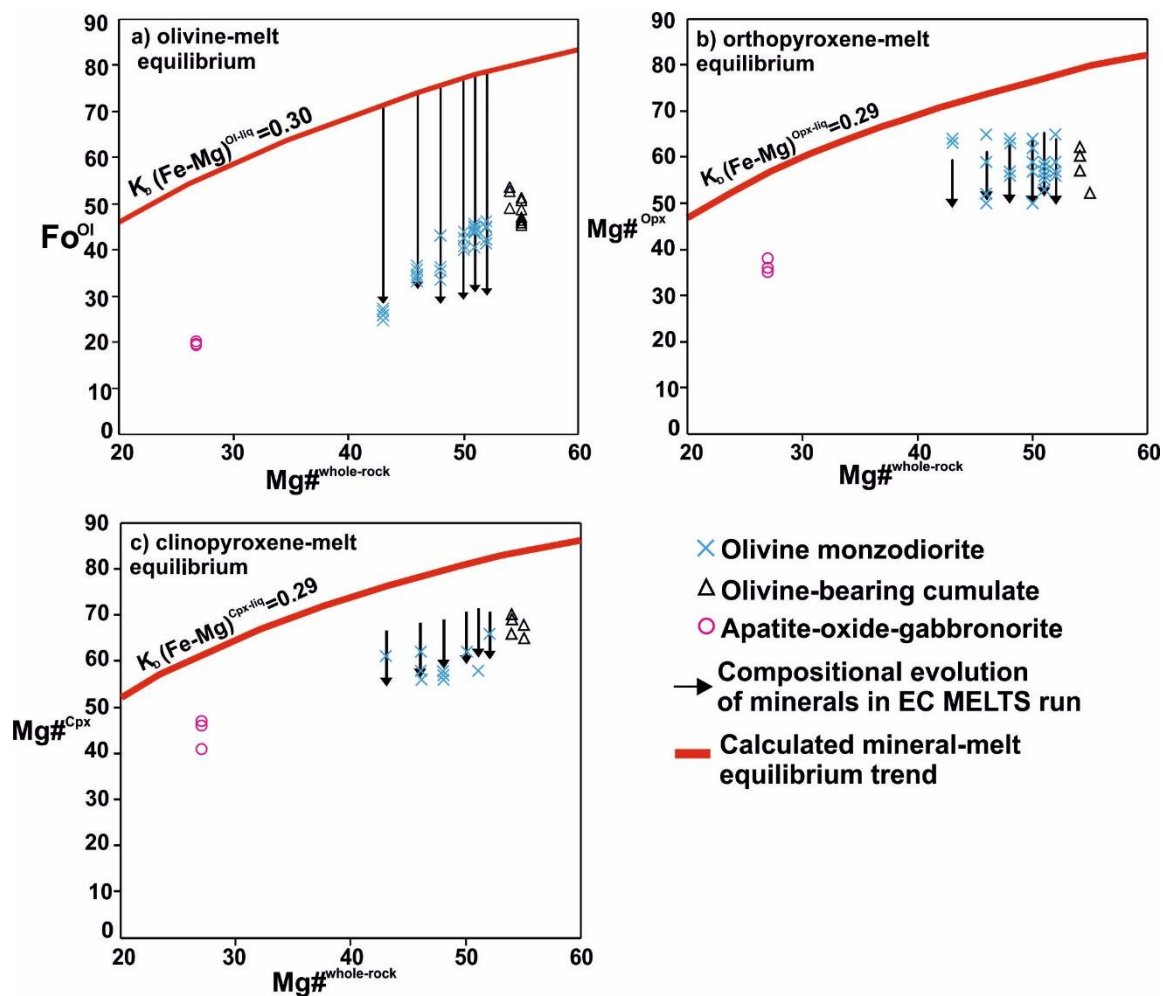 a) olivine-melt
equilibrium
K_D(Fe-Mg)^Ol-liq=0.30
Fo^Ol
90
80
70
60
50
40
30
20
10
0
20 30 40 50 60
Mg#^whole-rock
b) orthopyroxene-melt
equilibrium
K_D(Fe-Mg)^Opx-liq=0.29
Mg#^Opx
90
80
70
60
50
40
30
20
10
0
20 30 40 50 60
Mg#^whole-rock
c) clinopyroxene-melt
equilibrium
K_D(Fe-Mg)^Cpx-liq=0.29
Mg#^Cpx
90
80
70
60
50
40
30
20
10
0
20 30 40 50 60
Mg#^whole-rock
Olivine monzodiorite
Olivine-bearing cumulate
Apatite-oxide-gabbronorite
Compositional evolution
of minerals in EC MELTS run
Calculated mineral-melt
equilibrium trend